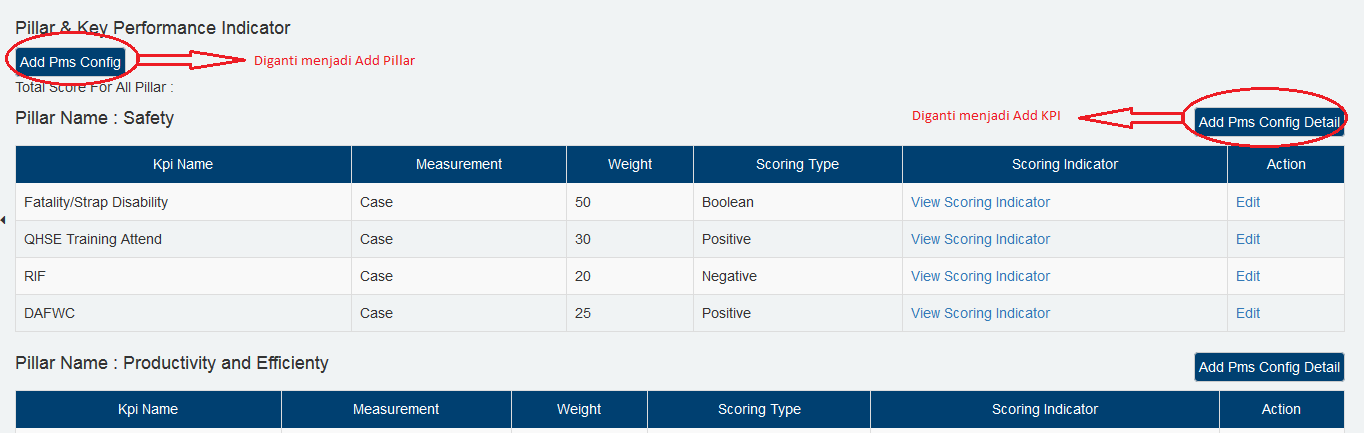 Pillar & Key Performance Indicator
Add Pms Config Diganti menjadi Add Pillar
Total Score For All Pillar :
Pillar Name : Safety Diganti menjadi Add KPI Add Pms Config Detail
Kpi Name Measurement Weight Scoring Type Scoring Indicator Action
Fatality/Strap Disability Case 50 Boolean View Scoring Indicator Edit
QHSE Training Attend Case 30 Positive View Scoring Indicator Edit
RIF Case 20 Negative View Scoring Indicator Edit
DAFWC Case 25 Positive View Scoring Indicator Edit
Pillar Name : Productivity and Efficienty Add Pms Config Detail
Kpi Name Measurement Weight Scoring Type Scoring Indicator Action